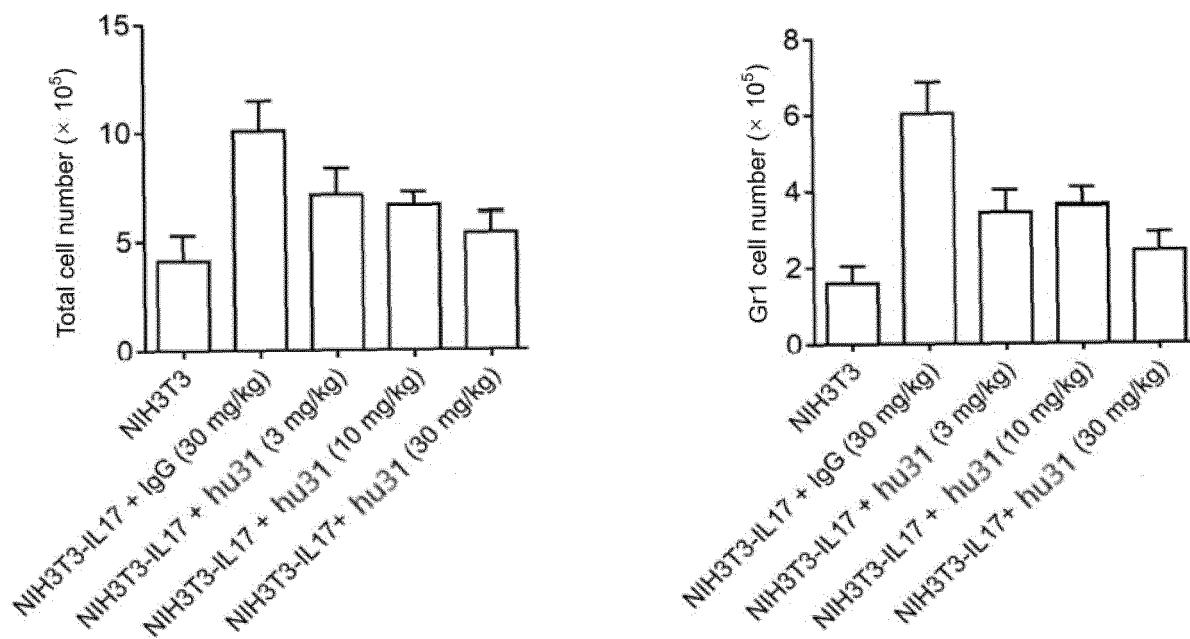 Total cell number (× 10⁵)
15
10
5
0
NIH3T3
NIH3T3-IL17 + IgG (30 mg/kg)
NIH3T3-IL17 + hu31 (3 mg/kg)
NIH3T3-IL17 + hu31 (10 mg/kg)
NIH3T3-IL17+ hu31 (30 mg/kg)
Gr1 cell number (× 10⁵)
8
6
4
2
0
NIH3T3
NIH3T3-IL17 + IgG (30 mg/kg)
NIH3T3-IL17 + hu31 (3 mg/kg)
NIH3T3-IL17 + hu31 (10 mg/kg)
NIH3T3-IL17+ hu31 (30 mg/kg)